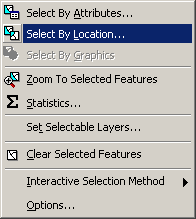 Select By Attributes...
Select By Location...
Select By Graphics
Zoom To Selected Features
Σ Statistics...
Set Selectable Layers...
Clear Selected Features
Interactive Selection Method
Options...